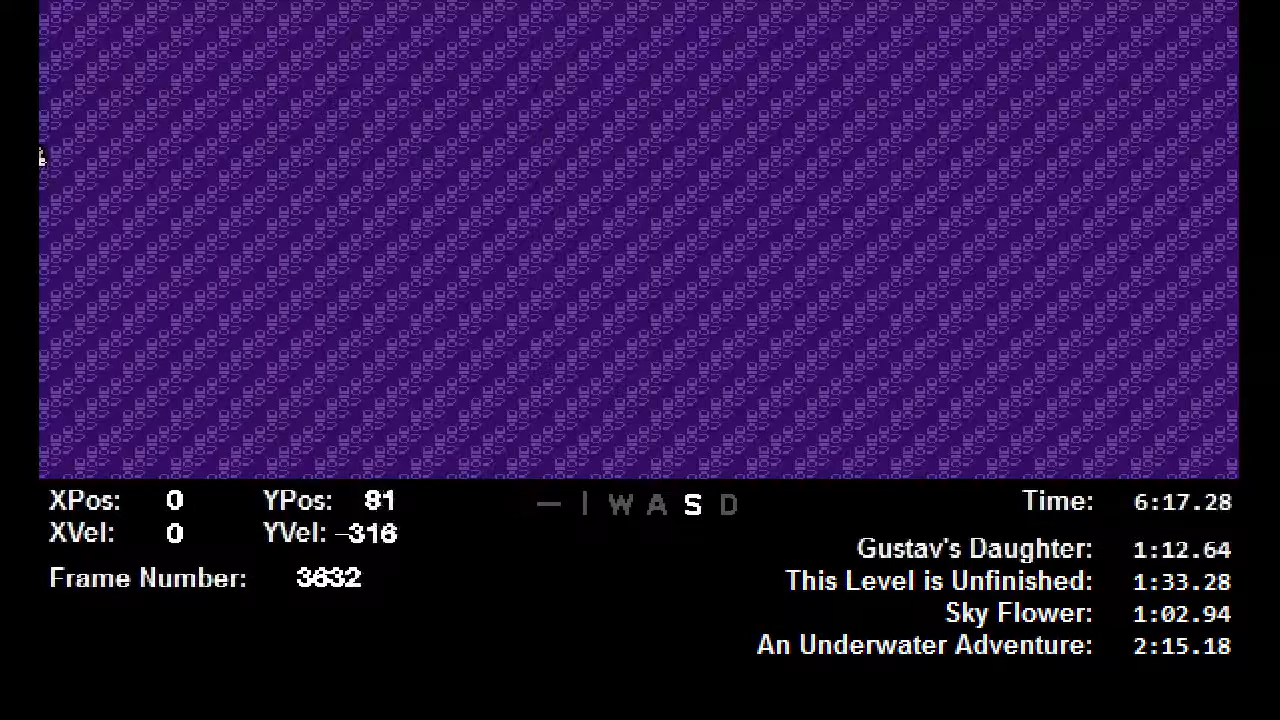 XPos: 0 YPos: 81 — I W A S D Time: 6:17.28
XVel: 0 YVel: -316
Gustav's Daughter: 1:12.64
Frame Number: 3632
This Level is Unfinished: 1:33.28
Sky Flower: 1:02.94
An Underwater Adventure: 2:15.18